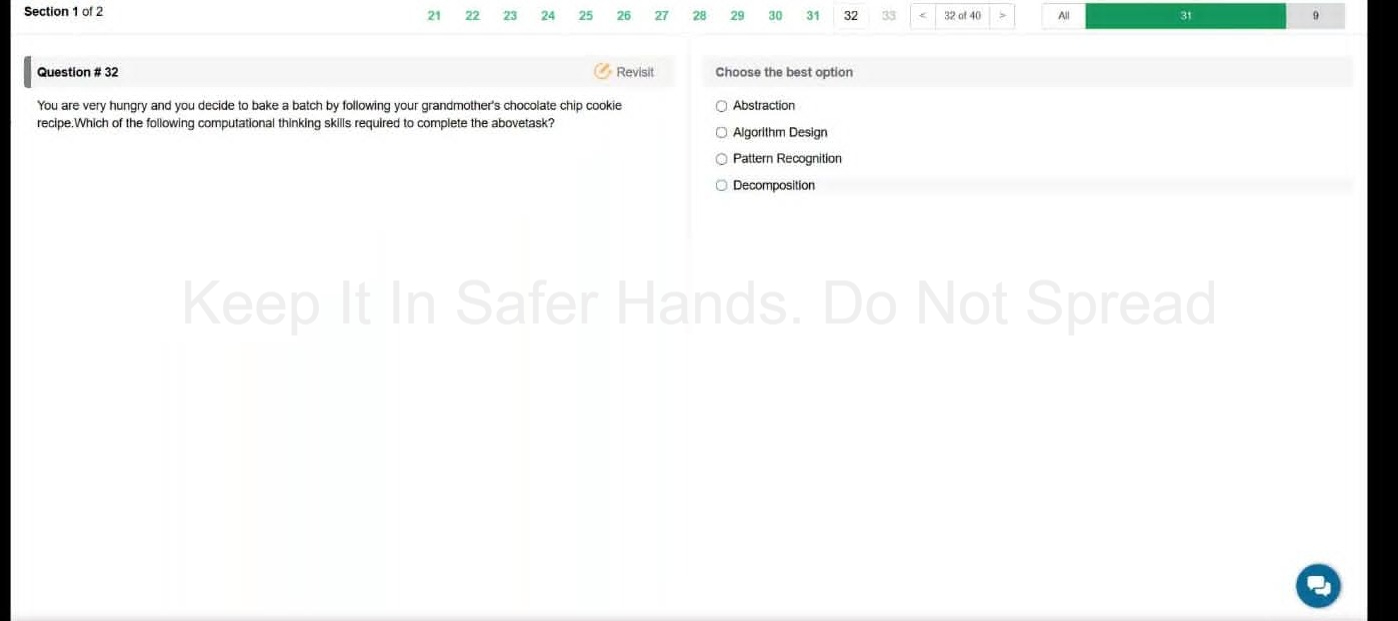 Section 1 of 2
21 22 23 24 25 26 27 28 29 30 31 32 33 < 32 of 40 > All 31 9
Question # 32
Revisit
You are very hungry and you decide to bake a batch by following your grandmother's chocolate chip cookie
recipe.Which of the following computational thinking skills required to complete the abovetask?
Choose the best option
Abstraction
Algorithm Design
Pattern Recognition
Decomposition
Keep It In Safer Hands. Do Not Spread